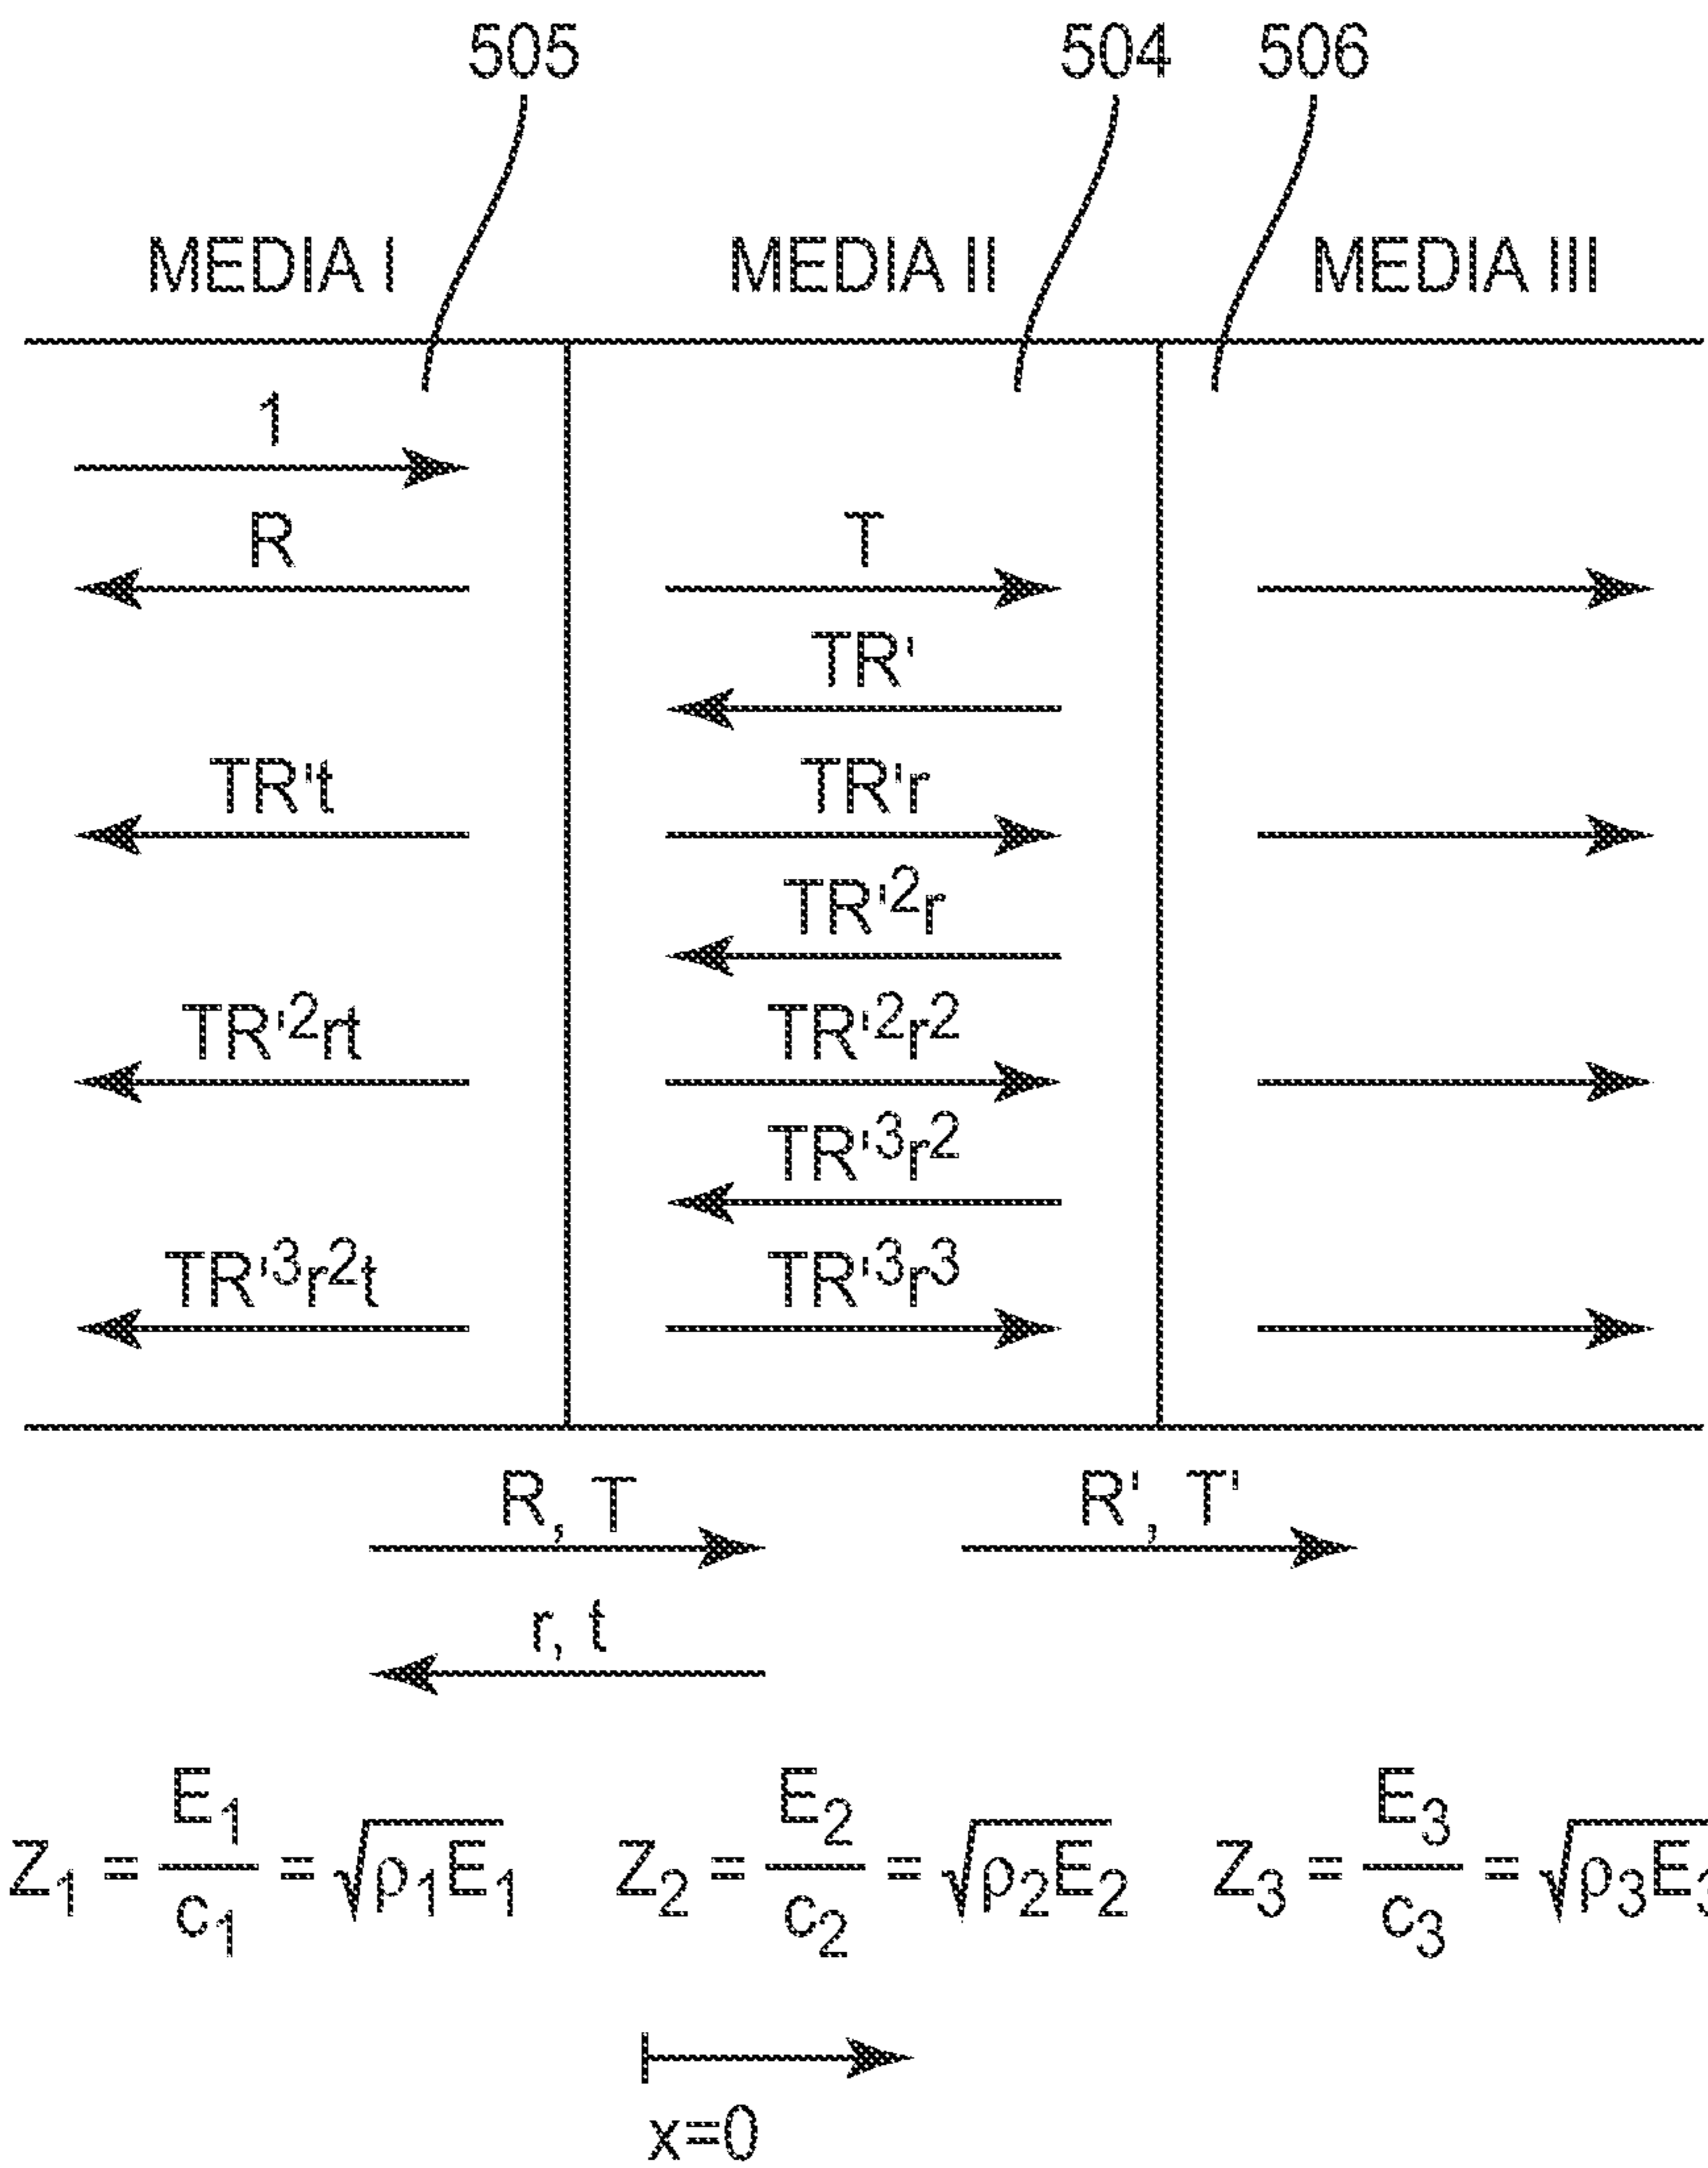 505 504 506
MEDIA I MEDIA II MEDIA III
1
R T
TR'
TR't TR'r
TR'²r
TR'²rt TR'²r²
TR'³r²
TR'³r²t TR'³r³
R, T R', T'
r, t
Z₁ = E₁/c₁ = √ρ₁E₁ Z₂ = E₂/c₂ = √ρ₂E₂ Z₃ = E₃/c₃ = √ρ₃E₃
x=0